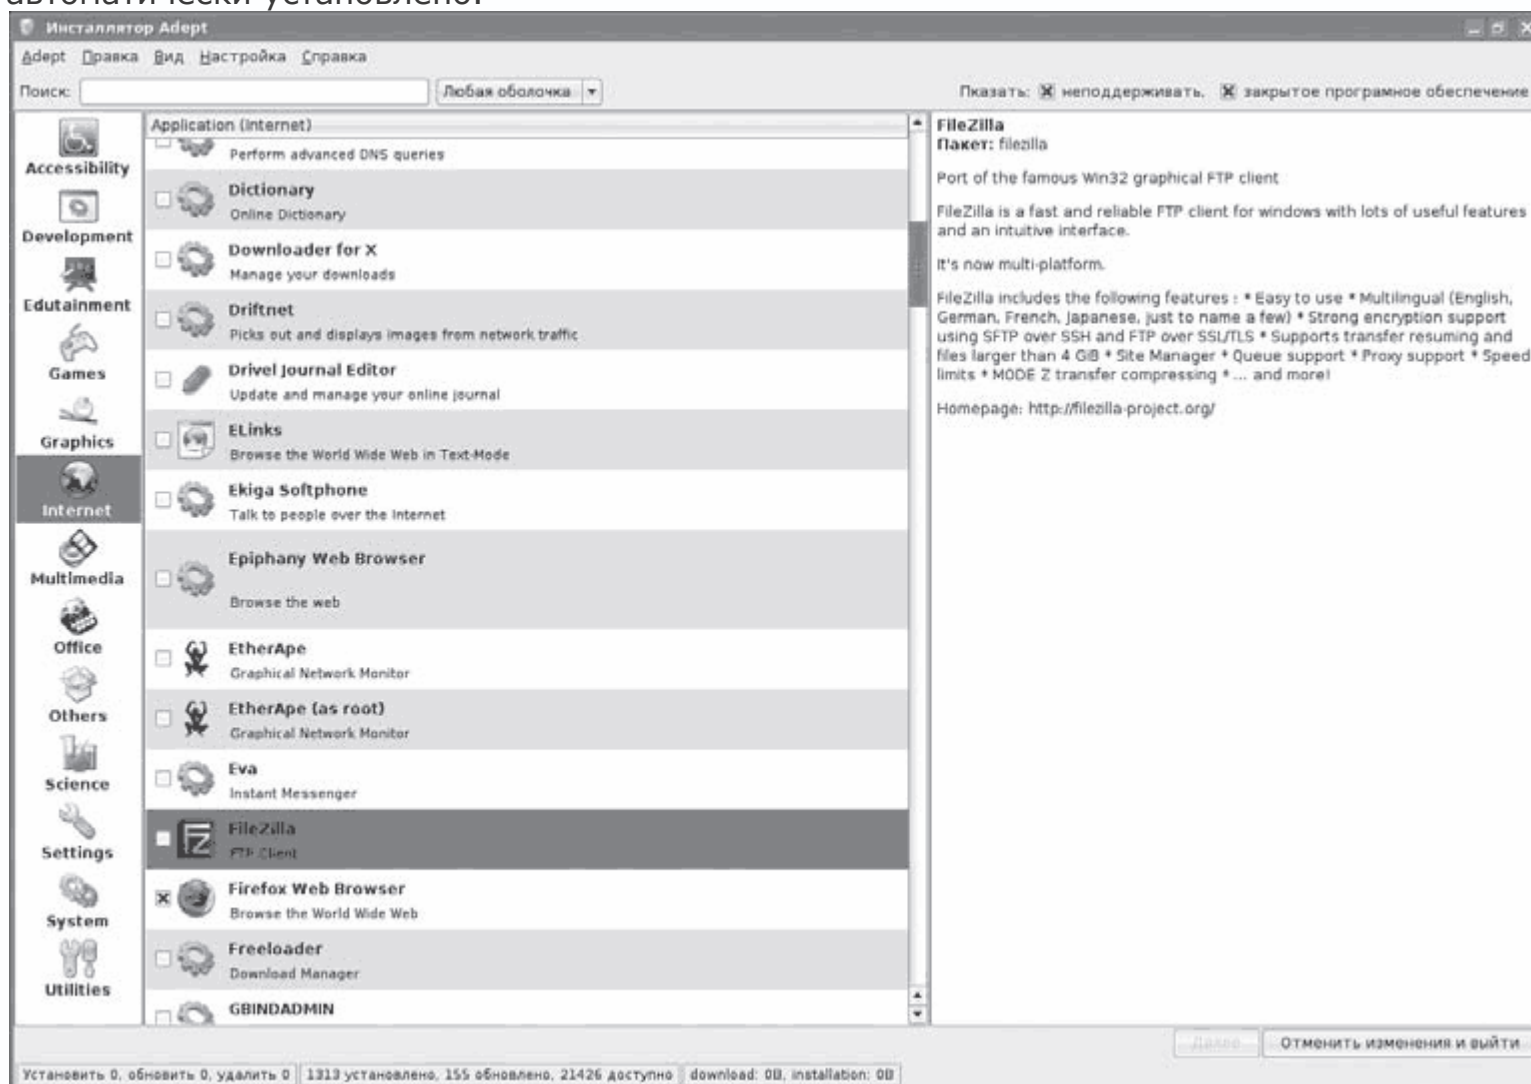 автоматически установлено.
Инсталлятор Adept
Adept Правка Вид Настройка Справка
Поиск: Любая оболочка Пказать: неподдерживать. закрытое програмное обеспечение
Accessibility
Development
Edutainment
Games
Graphics
Internet
Multimedia
Office
Others
Science
Settings
System
Utilities
Application (Internet)
Perform advanced DNS queries
Dictionary
Online Dictionary
Downloader for X
Manage your downloads
Driftnet
Picks out and displays images from network traffic
Drivel Journal Editor
Update and manage your online journal
ELinks
Browse the World Wide Web in Text-Mode
Ekiga Softphone
Talk to people over the Internet
Epiphany Web Browser
Browse the web
EtherApe
Graphical Network Monitor
EtherApe (as root)
Graphical Network Monitor
Eva
Instant Messenger
FileZilla
FTP Client
Firefox Web Browser
Browse the World Wide Web
Freeloader
Download Manager
GBINDADMIN
FileZilla
Пакет: filezilla
Port of the famous Win32 graphical FTP client
FileZilla is a fast and reliable FTP client for windows with lots of useful features
and an intuitive interface.
It's now multi-platform.
FileZilla includes the following features : * Easy to use * Multilingual (English,
German, French, Japanese, just to name a few) * Strong encryption support
using SFTP over SSH and FTP over SSL/TLS * Supports transfer resuming and
files larger than 4 GB * Site Manager * Queue support * Proxy support * Speed
limits * MODE Z transfer compressing * ... and more!
Homepage: http://filezilla-project.org/
Далее Отменить изменения и выйти
Установить 0, обновить 0, удалить 0 1313 установлено, 155 обновлено, 21426 доступно download: 0B, installation: 0B